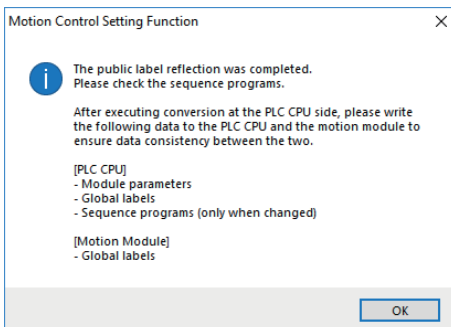 Motion Control Setting Function
The public label reflection was completed.
Please check the sequence programs.
After executing conversion at the PLC CPU side, please write
the following data to the PLC CPU and the motion module to
ensure data consistency between the two.
[PLC CPU]
- Module parameters
- Global labels
- Sequence programs (only when changed)
[Motion Module]
- Global labels
OK